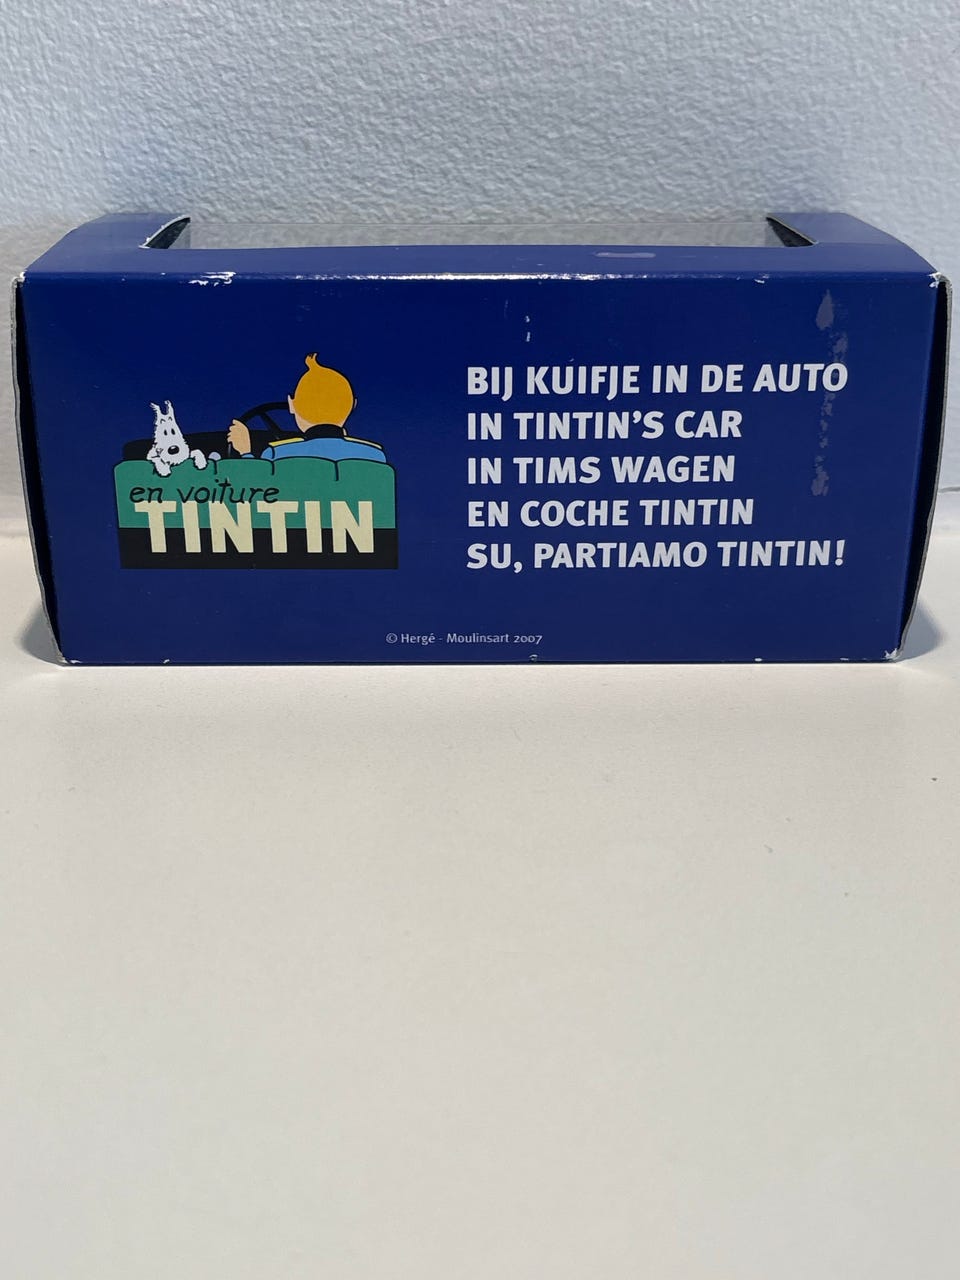 en voiture
TINTIN
BIJ KUIFJE IN DE AUTO
IN TINTIN'S CAR
IN TIMS WAGEN
EN COCHE TINTIN
SU, PARTIAMO TINTIN!
© Hergé - Moulinsart 2007